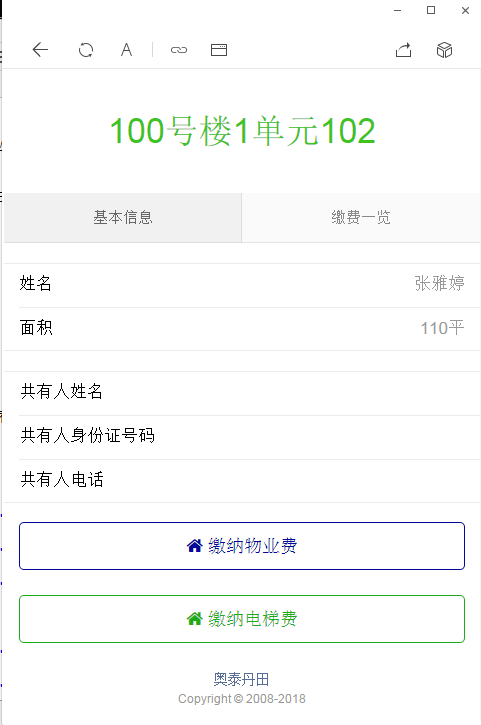 A
100号楼1单元102
基本信息
缴费一览
姓名
张雅婷
面积
110平
共有人姓名
共有人身份证号码
共有人电话
缴纳物业费
缴纳电梯费
奥泰丹田
Copyright © 2008-2018